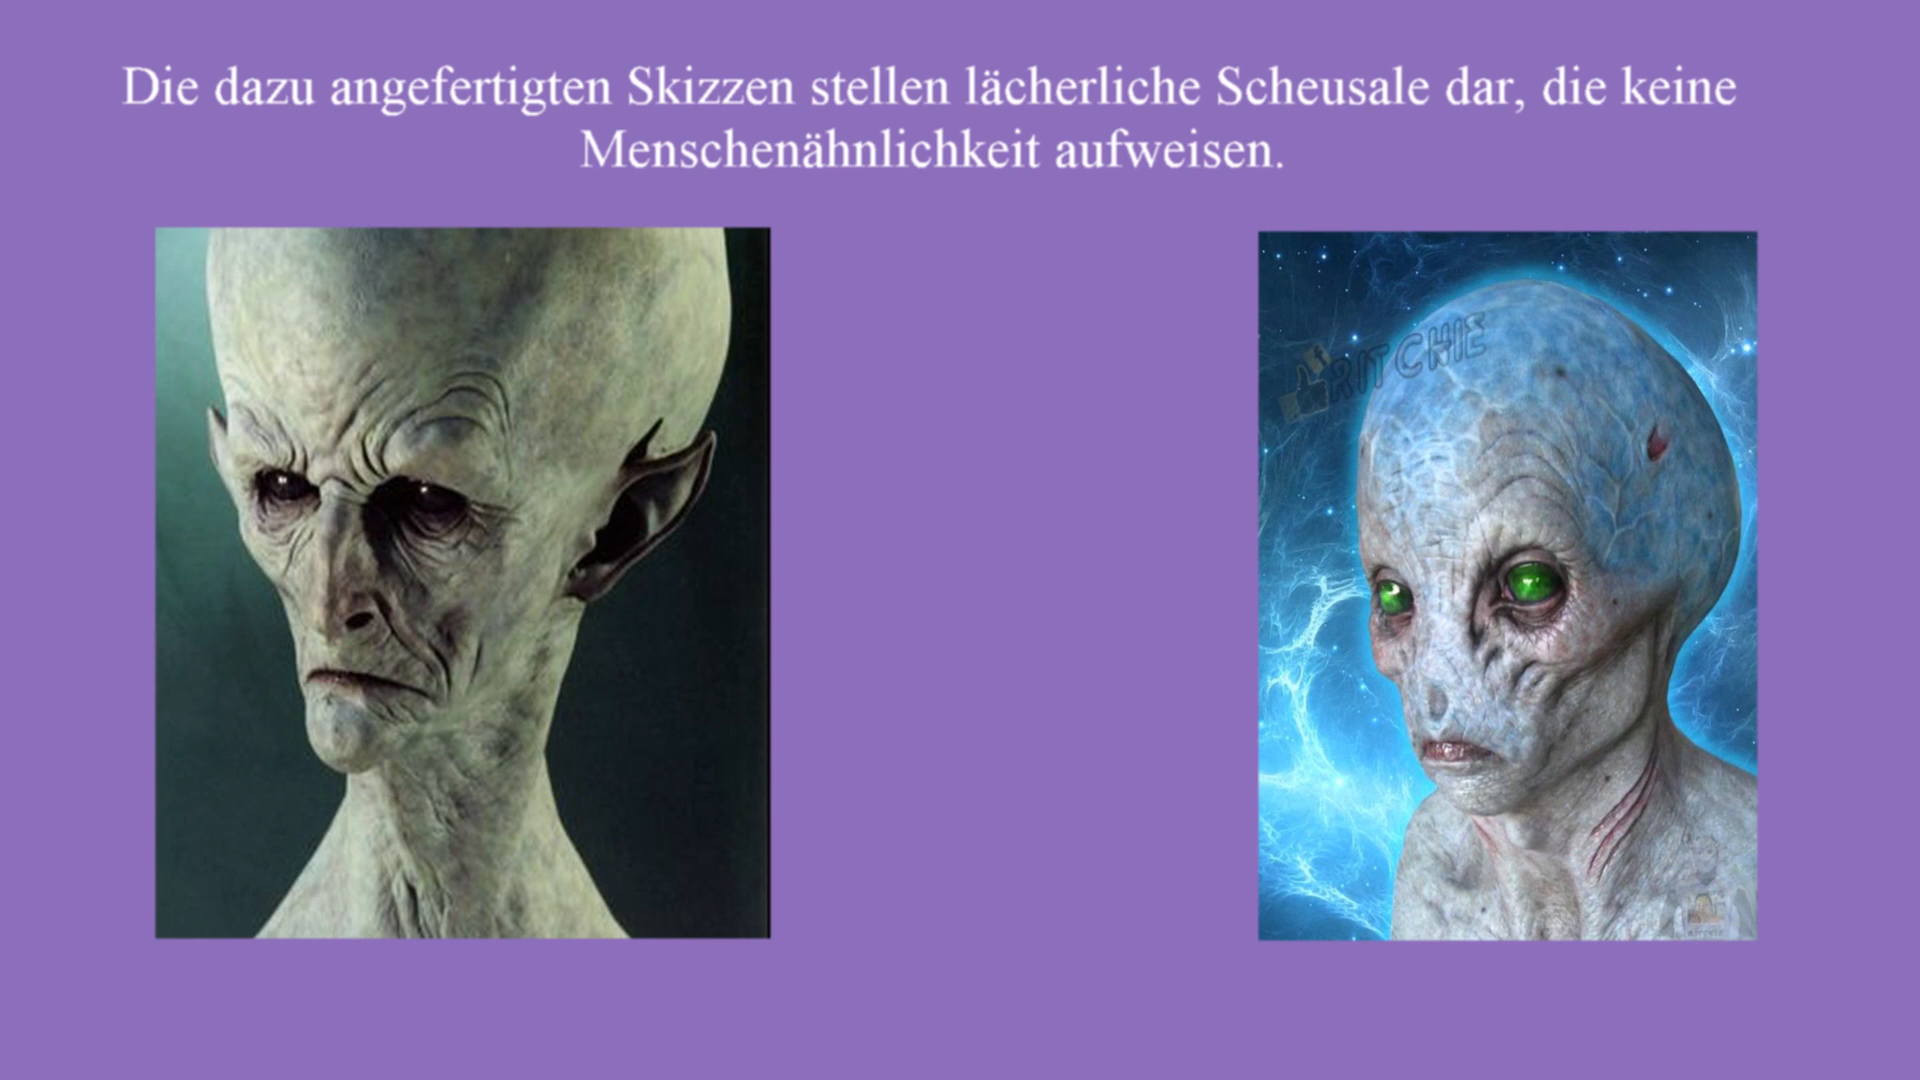 Die dazu angefertigten Skizzen stellen lächerliche Scheusale dar, die keine
Menschenähnlichkeit aufweisen.
RITCHIE